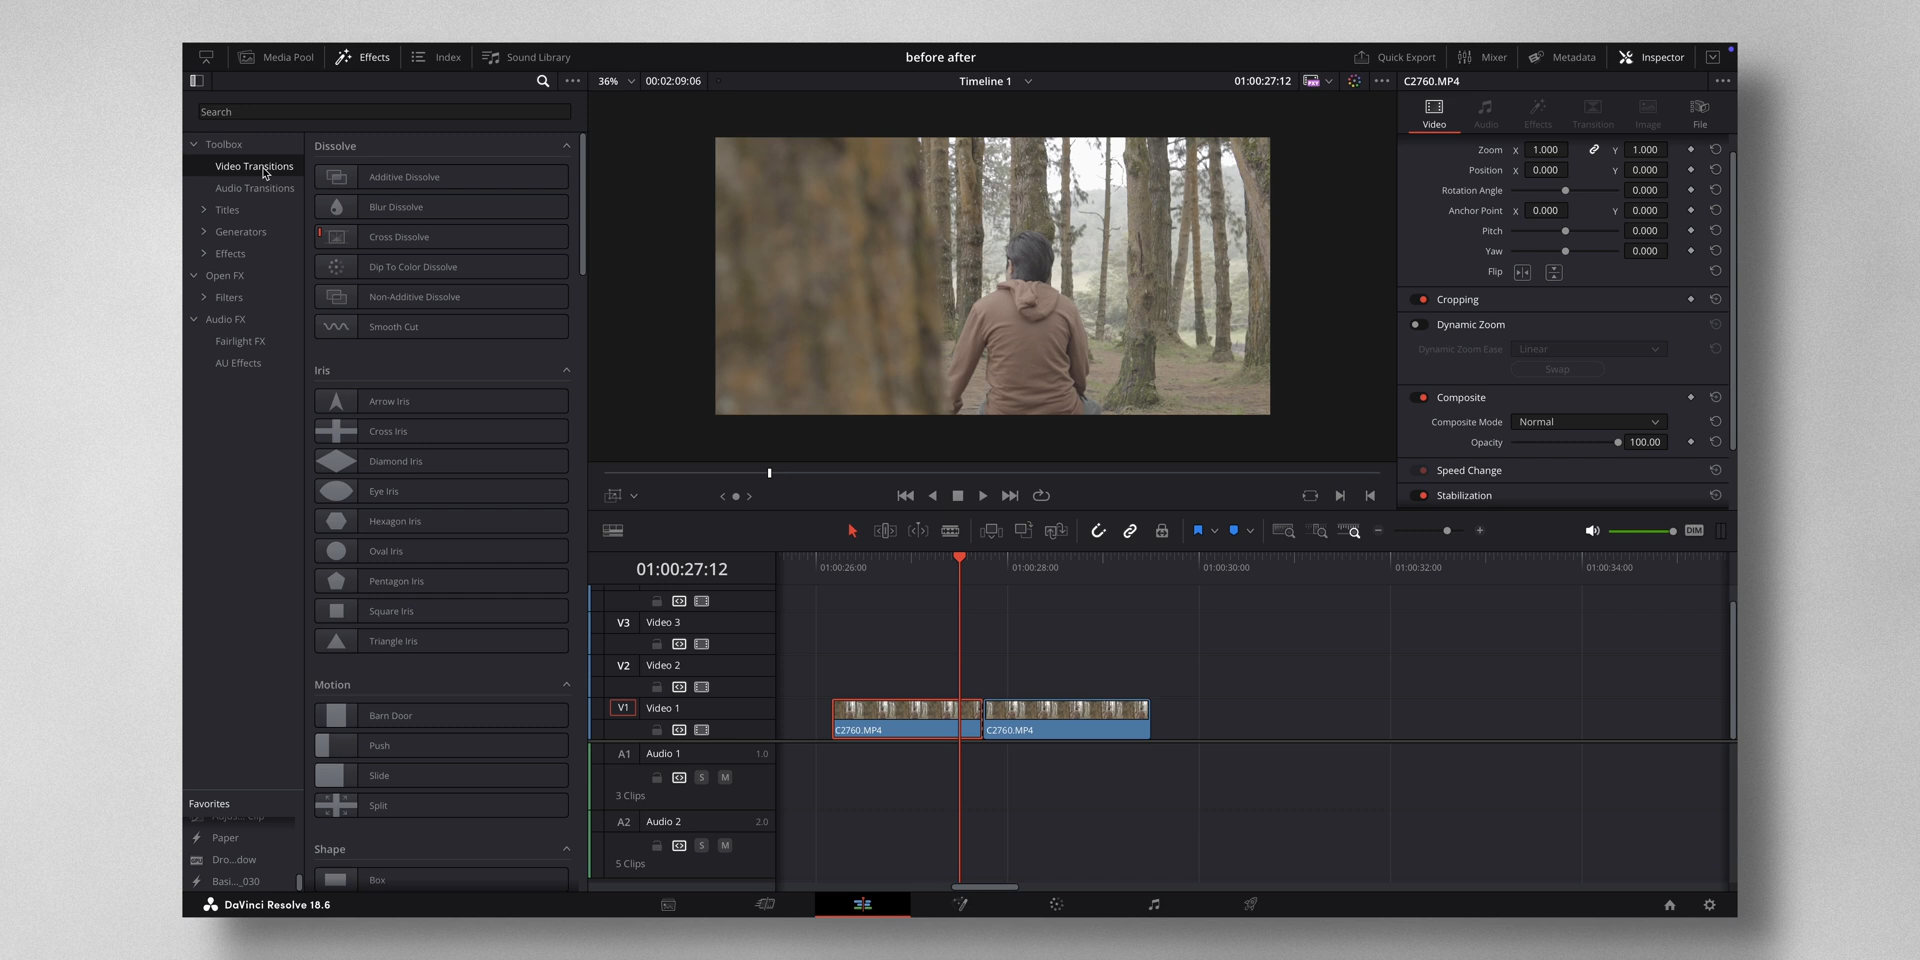 Media Pool
Effects
Index
Sound Library
before after
Quick Export
Mixer
Metadata
Inspector
36%
00:02:09:06
Timeline 1
01:00:27:12
C2760.MP4
Search
Toolbox
Video Transitions
Audio Transitions
Titles
Generators
Effects
Open FX
Filters
Audio FX
Fairlight FX
AU Effects
Favorites
Paper
Dro...dow
Basi..._030
Dissolve
Additive Dissolve
Blur Dissolve
Cross Dissolve
Dip To Color Dissolve
Non-Additive Dissolve
Smooth Cut
Iris
Arrow Iris
Cross Iris
Diamond Iris
Eye Iris
Hexagon Iris
Oval Iris
Pentagon Iris
Square Iris
Triangle Iris
Motion
Barn Door
Push
Slide
Split
Shape
Box
Video
Audio
Effects
Transition
Image
File
Zoom X 1.000 Y 1.000
Position X 0.000 Y 0.000
Rotation Angle 0.000
Anchor Point X 0.000 Y 0.000
Pitch 0.000
Yaw 0.000
Flip
Cropping
Dynamic Zoom
Dynamic Zoom Ease Linear
Swap
Composite
Composite Mode Normal
Opacity 100.00
Speed Change
Stabilization
DIM
01:00:27:12
01:00:26:00
01:00:28:00
01:00:30:00
01:00:32:00
01:00:34:00
V3 Video 3
V2 Video 2
V1 Video 1
C2760.MP4
C2760.MP4
A1 Audio 1 1.0
S M
3 Clips
A2 Audio 2 2.0
S M
5 Clips
DaVinci Resolve 18.6